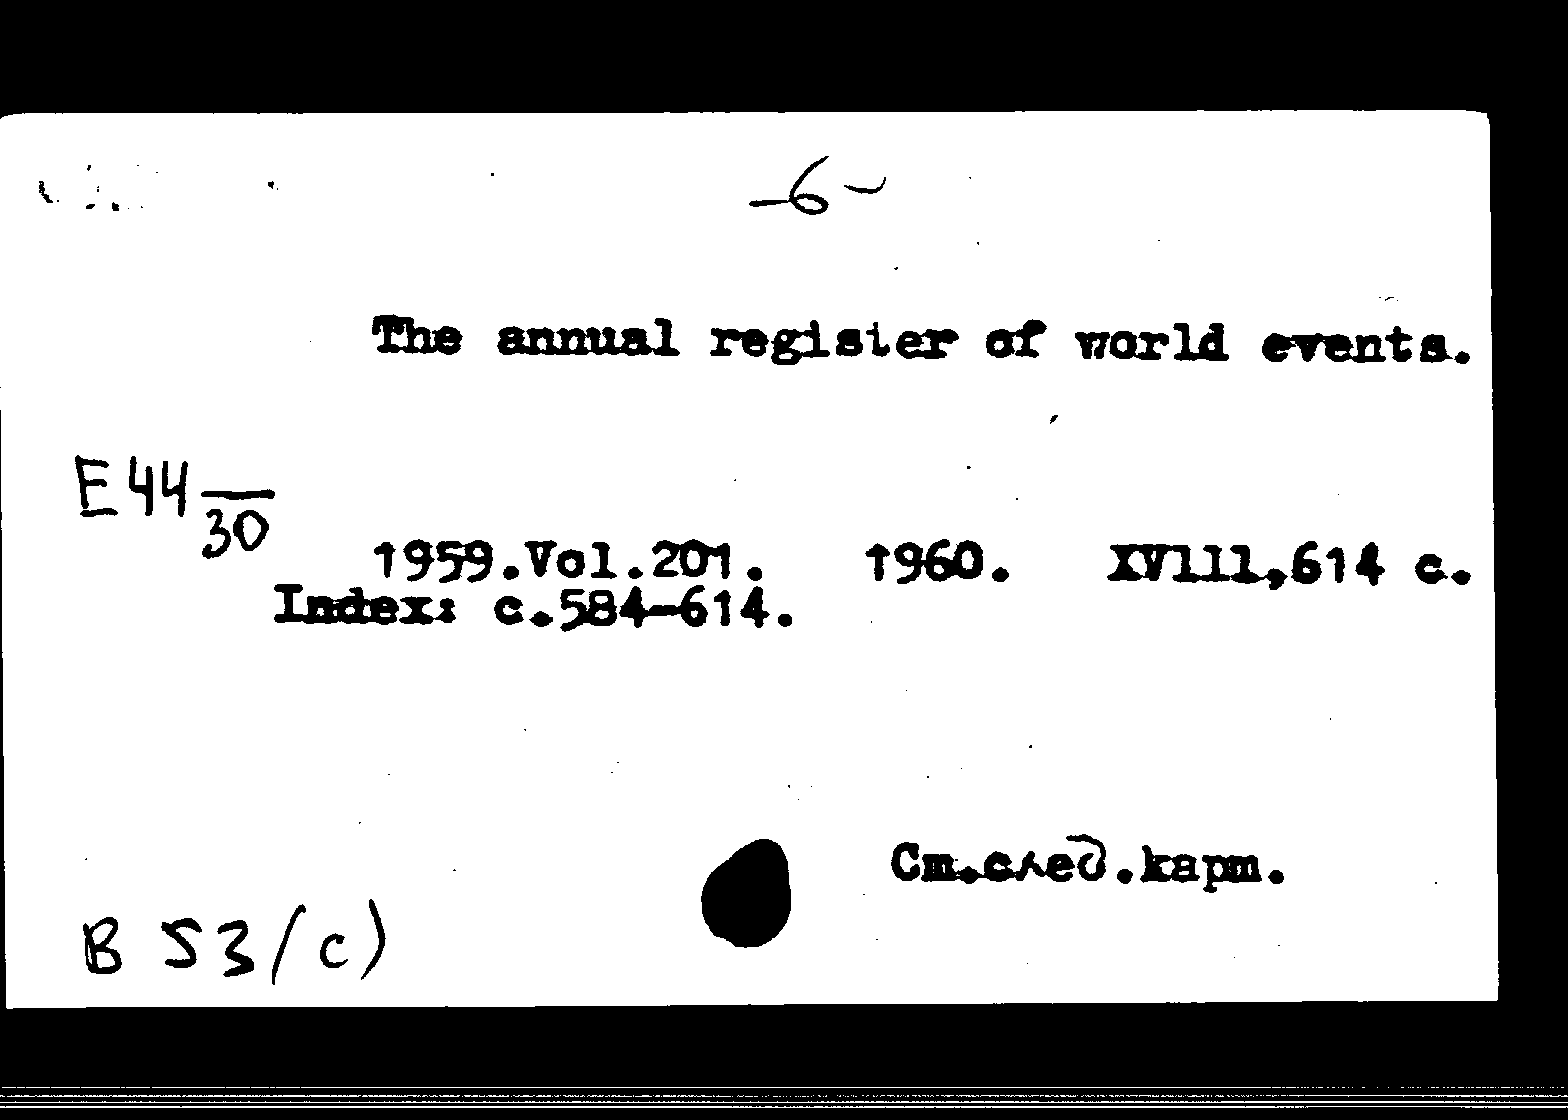 -6-
The annual register of world events.
E44/30
1959.Vol.201. 1960. XVlll,614 c.
Index: c.584-614.
См.след.карт.
B 53/c)